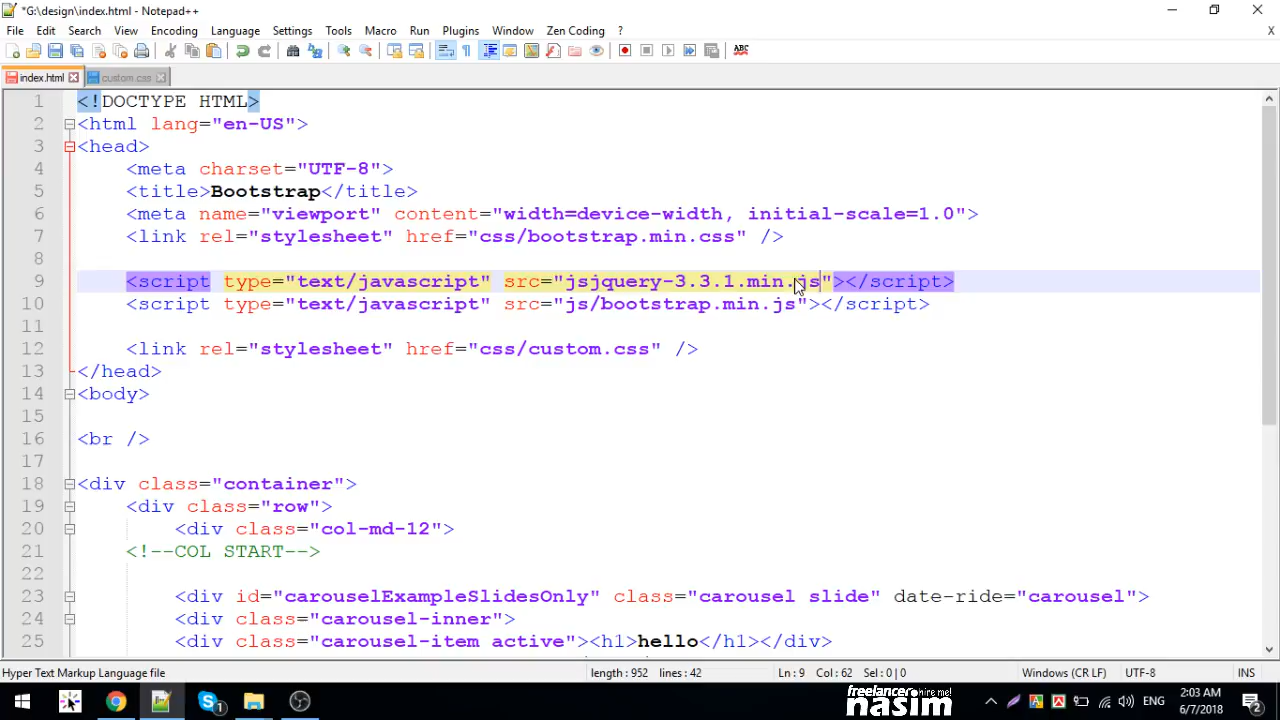 *G:\design\index.html - Notepad++
File Edit Search View Encoding Language Settings Tools Macro Run Plugins Window Zen Coding ? X
ABC
index.html custom.css
1 <!DOCTYPE HTML>
2 <html lang="en-US">
3 <head>
4 <meta charset="UTF-8">
5 <title>Bootstrap</title>
6 <meta name="viewport" content="width=device-width, initial-scale=1.0">
7 <link rel="stylesheet" href="css/bootstrap.min.css" />
8
9 <script type="text/javascript" src="jsjquery-3.3.1.min.js"></script>
10 <script type="text/javascript" src="js/bootstrap.min.js"></script>
11
12 <link rel="stylesheet" href="css/custom.css" />
13 </head>
14 <body>
15
16 <br />
17
18 <div class="container">
19 <div class="row">
20 <div class="col-md-12">
21 <!--COL START-->
22
23 <div id="carouselExampleSlidesOnly" class="carousel slide" date-ride="carousel">
24 <div class="carousel-inner">
25 <div class="carousel-item active"><h1>hello</h1></div>
Hyper Text Markup Language file length : 952 lines : 42 Ln : 9 Col : 62 Sel : 0 | 0 Windows (CR LF) UTF-8 INS
freelancer hire me!
nasim
ENG
2:03 AM
6/7/2018
1
2